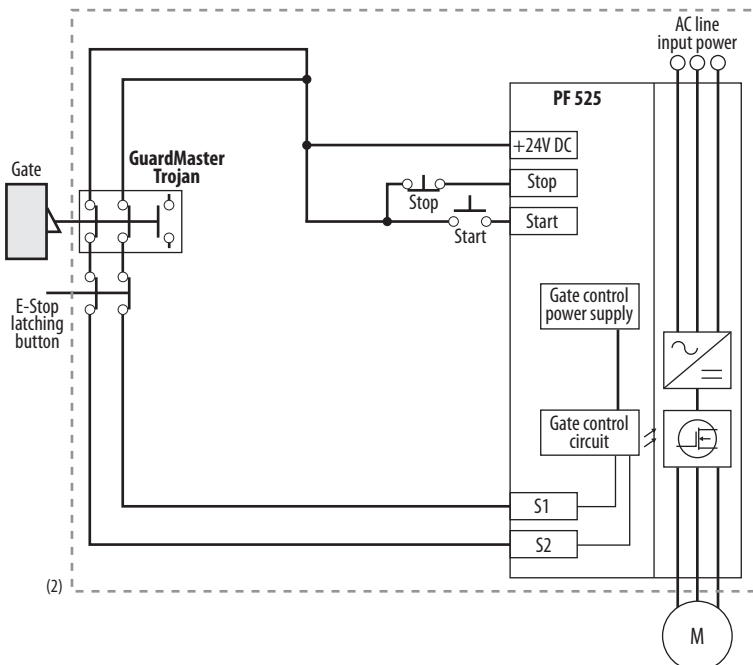 AC line
input power
PF 525
+24V DC
Gate
GuardMaster
Trojan
Stop
Stop
Start
Start
E-Stop
latching
button
Gate control
power supply
Gate control
circuit
S1
S2
(2)
M